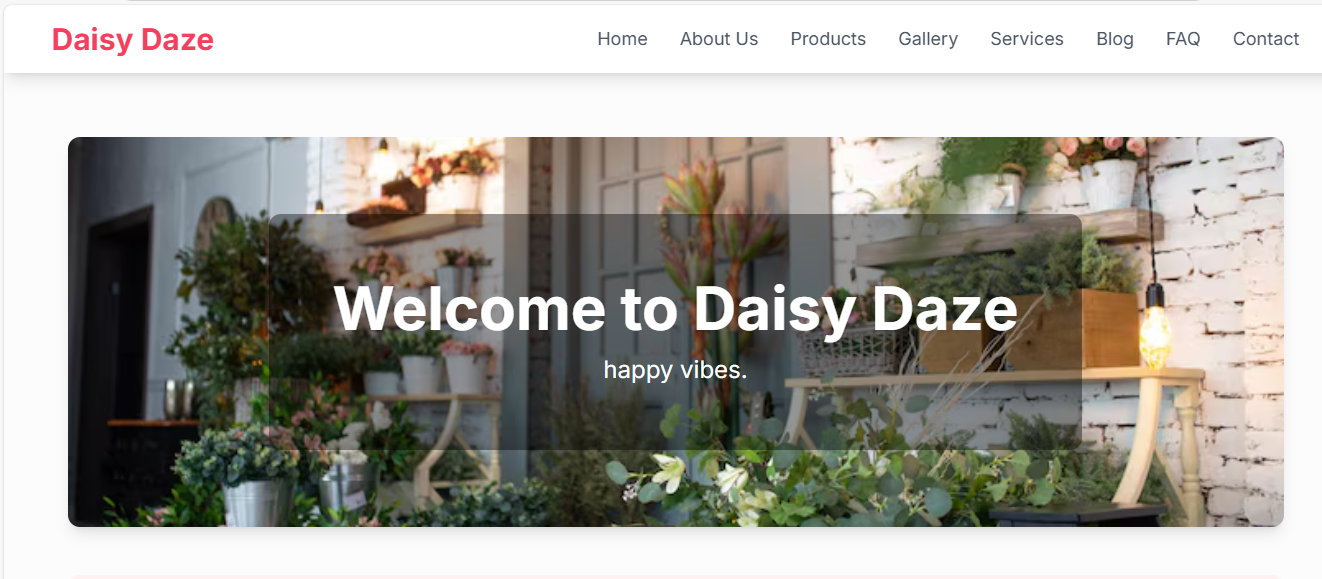 Daisy Daze
Home About Us Products Gallery Services Blog FAQ Contact
Welcome to Daisy Daze
happy vibes.